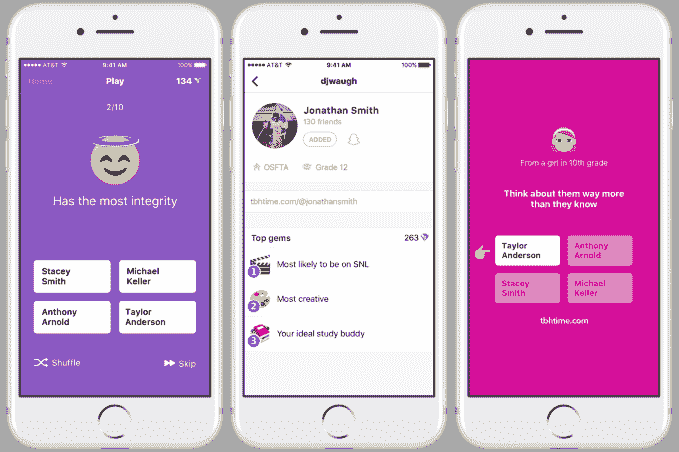 ●●●●● AT&T 9:41 AM 100%
Home Play 134
2/10
Has the most integrity
Stacey
Smith
Michael
Keller
Anthony
Arnold
Taylor
Anderson
Shuffle
Skip
●●●●● AT&T 9:41 AM 100%
djwaugh
Jonathan Smith
130 friends
ADDED
OSFTA Grade 12
tbhtime.com/@jonathansmith
Top gems 263
1 Most likely to be on SNL
2 Most creative
3 Your ideal study buddy
From a girl in 10th grade
Think about them way more
than they know
Taylor
Anderson
Anthony
Arnold
Stacey
Smith
Michael
Keller
tbhtime.com